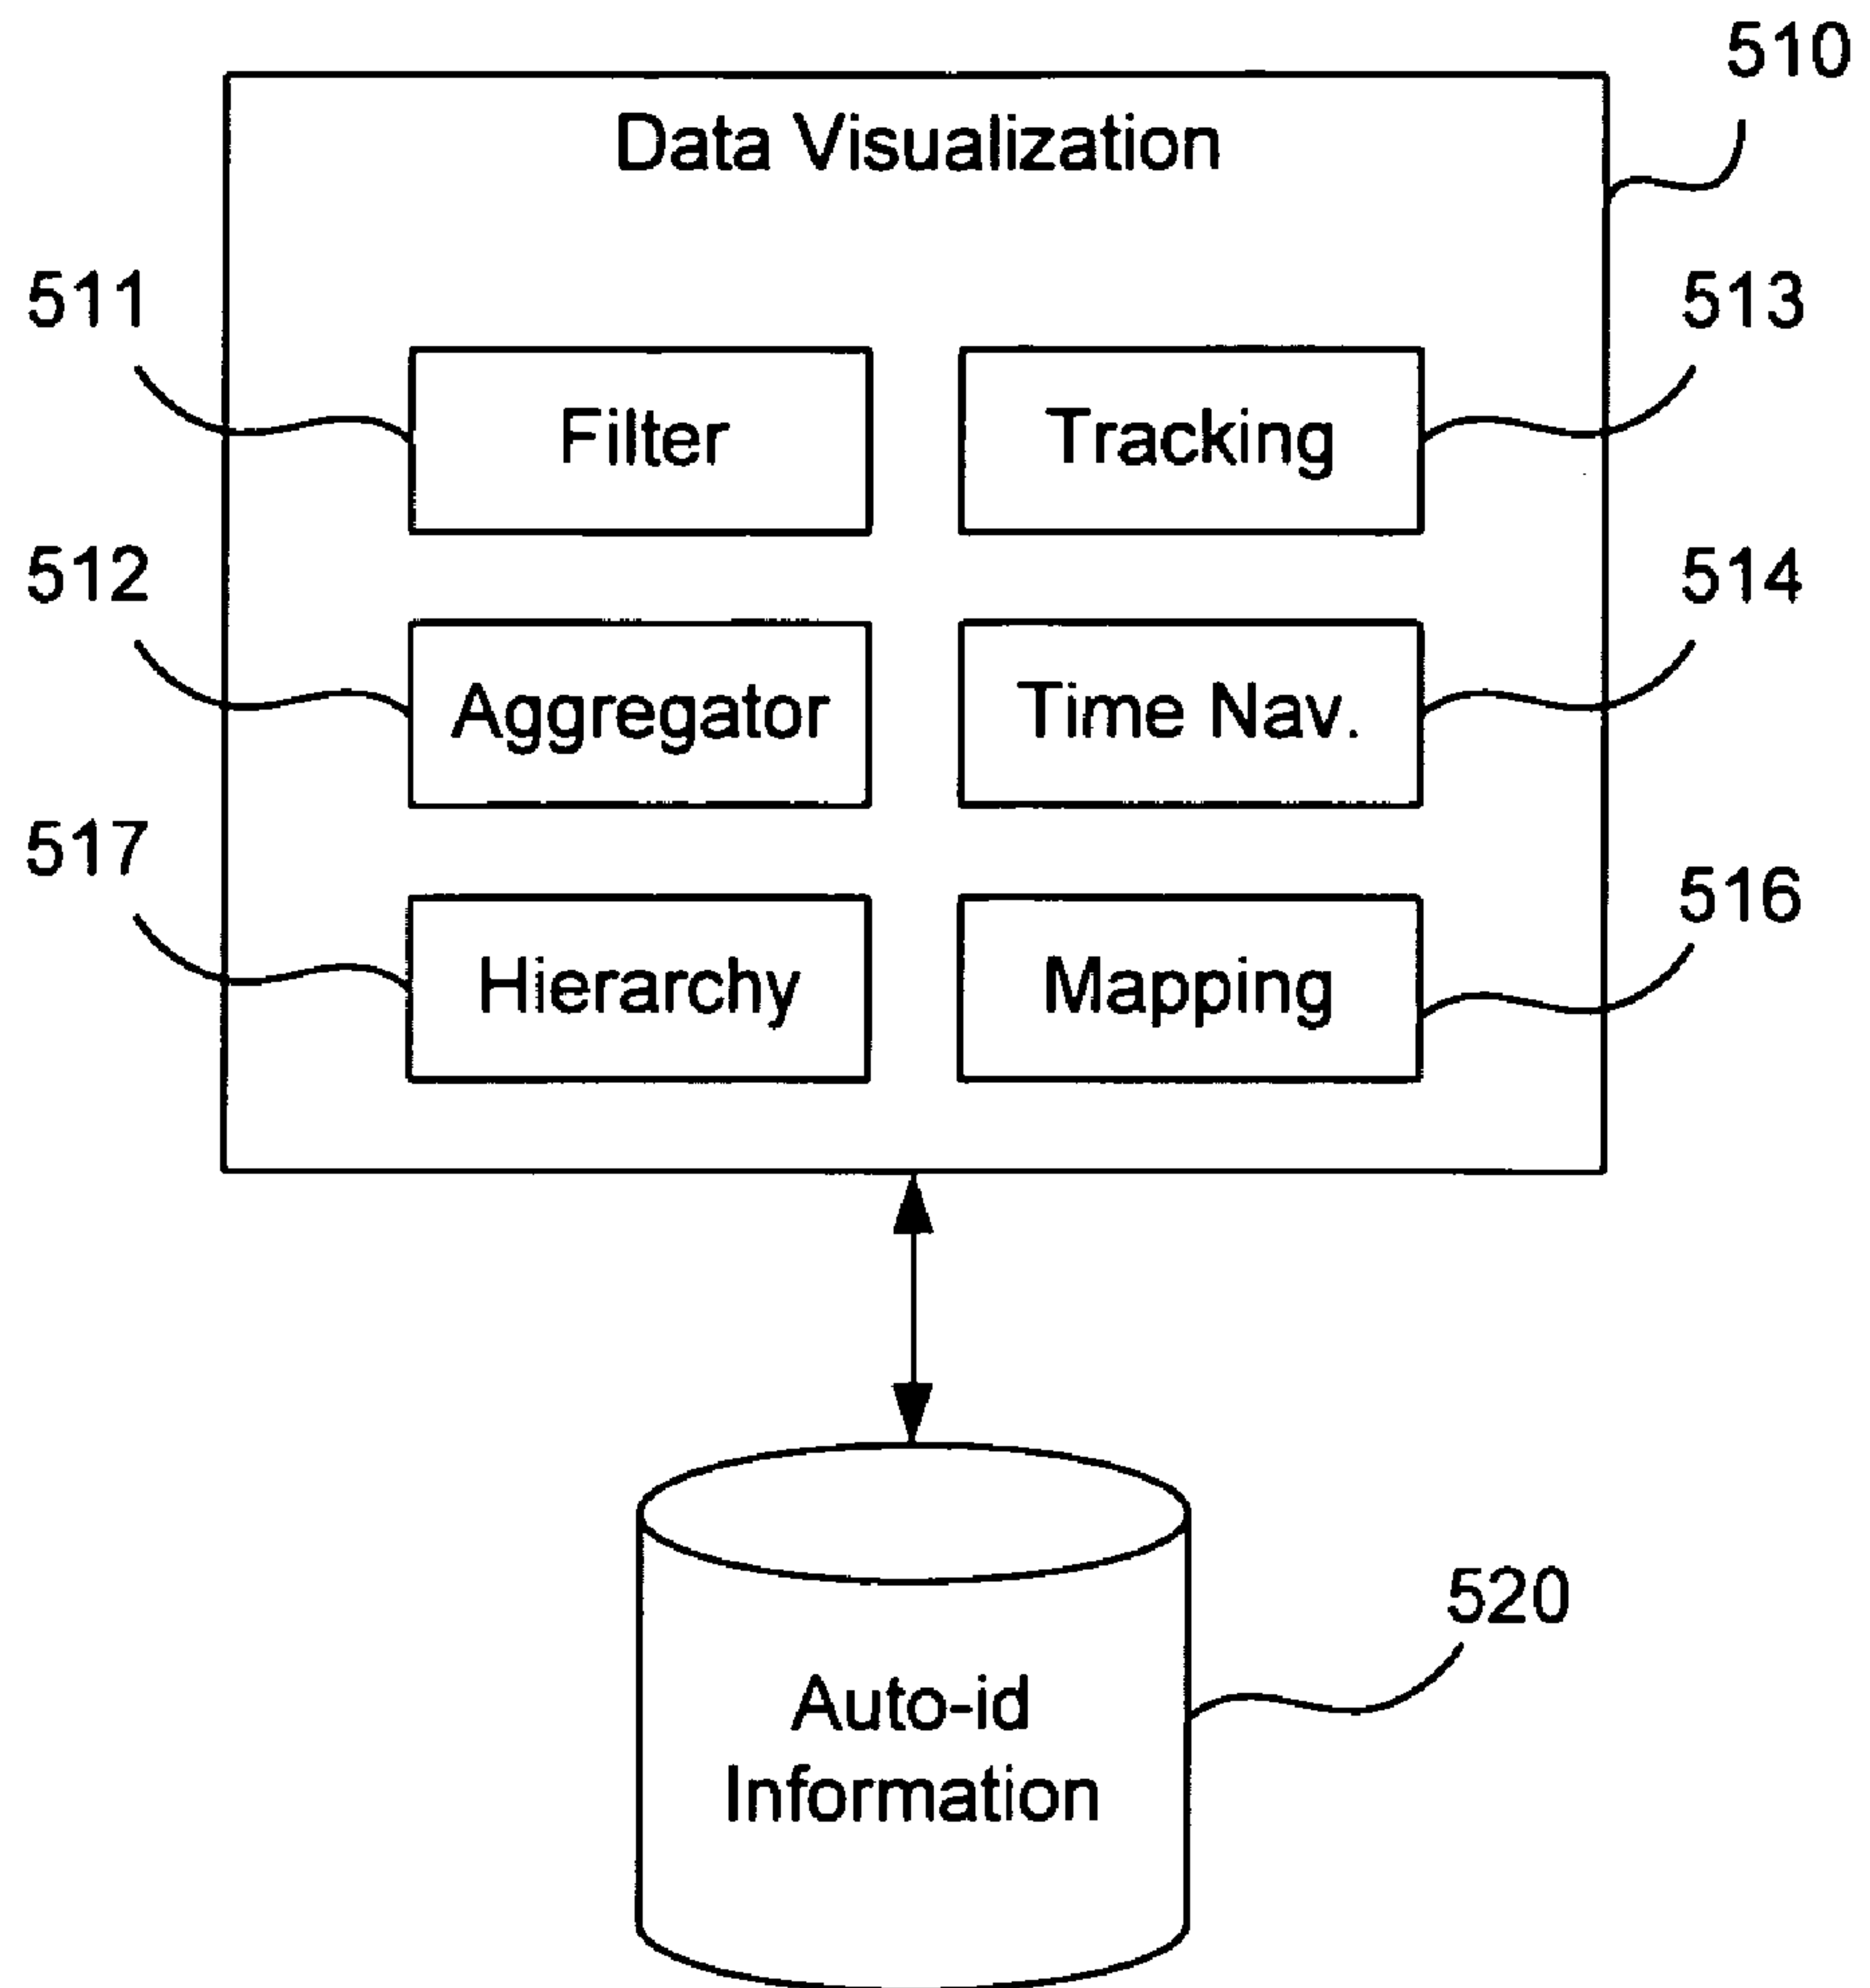 510
Data Visualization
511
513
Filter
Tracking
512
514
Aggregator
Time Nav.
517
516
Hierarchy
Mapping
520
Auto-id
Information